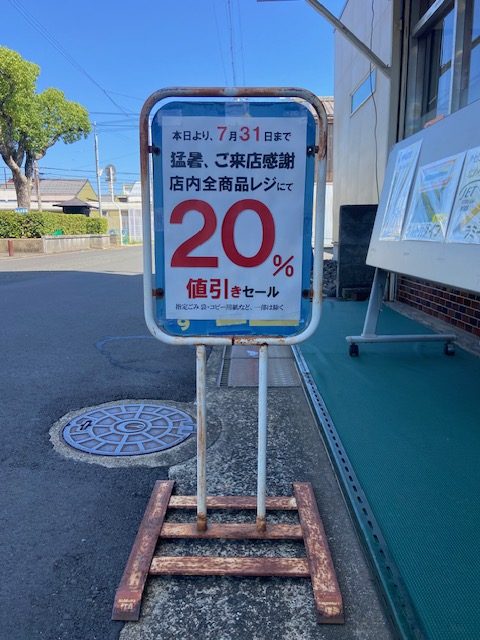 本日より、7月31日まで
猛暑、ご来店感謝
店内全商品レジにて
20%
値引きセール
指定ごみ袋・コピー用紙など、一部は除く